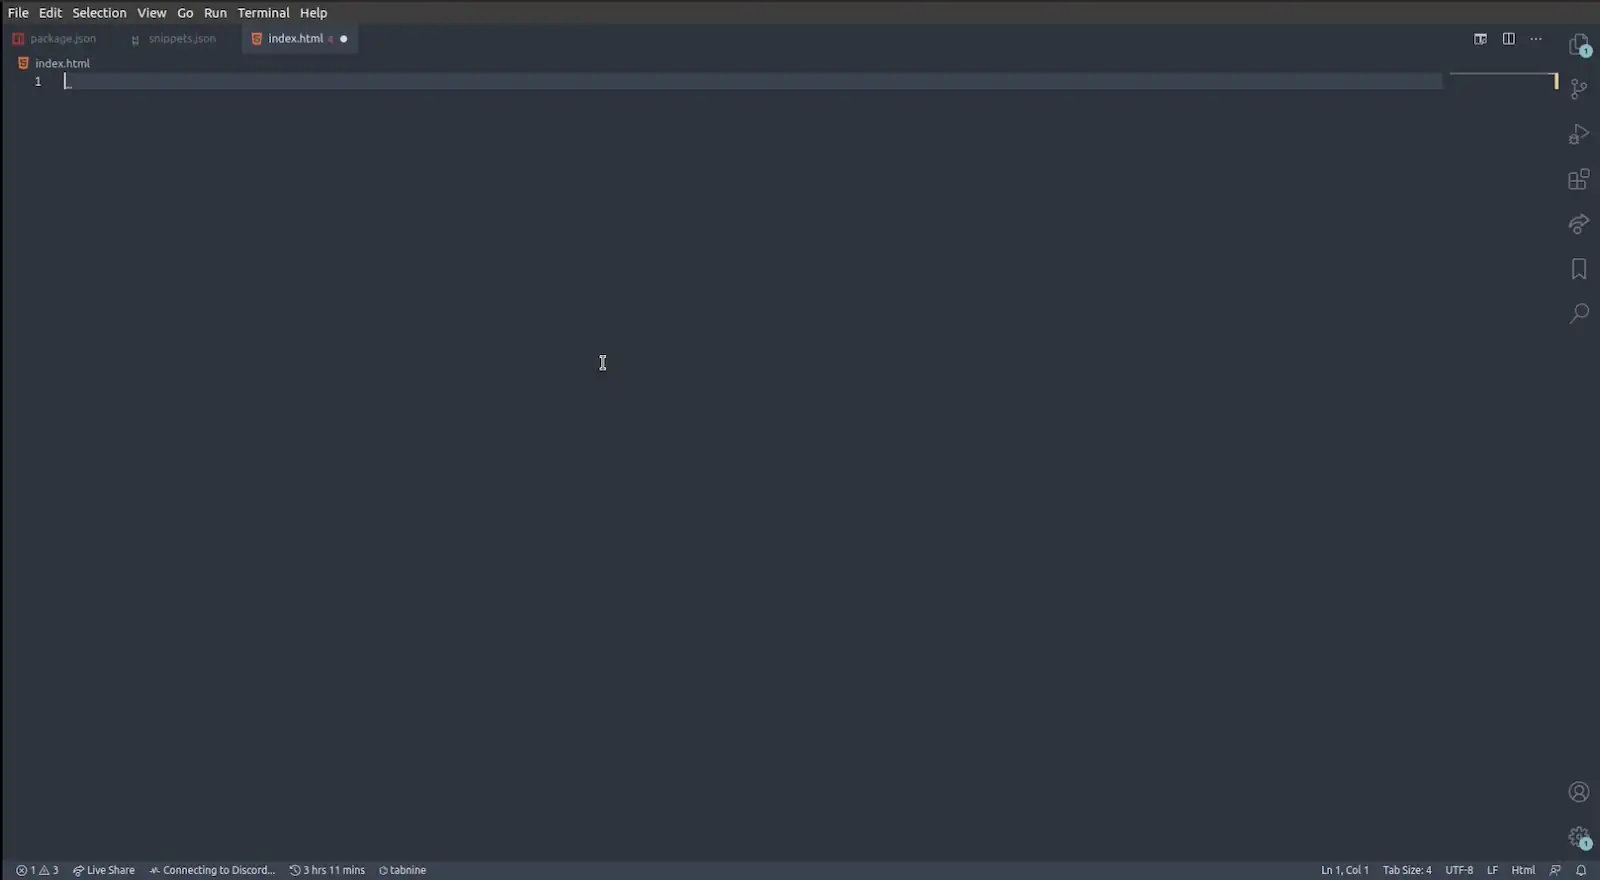 File Edit Selection View Go Run Terminal Help
package.json snippets.json index.html 4
index.html
1
1
1
1 3 Live Share Connecting to Discord... 3 hrs 11 mins tabnine Ln 1, Col 1 Tab Size: 4 UTF-8 LF Html